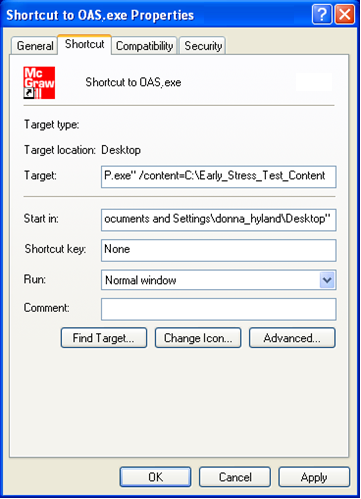 Shortcut to OAS.exe Properties
General Shortcut Compatibility Security
Mc
Graw
Shortcut to OAS.exe
Target type:
Target location: Desktop
Target: P.exe" /content=C:\Early_Stress_Test_Content
Start in: ocuments and Settings\donna_hyland\Desktop"
Shortcut key: None
Run: Normal window
Comment:
Find Target... Change Icon... Advanced...
OK Cancel Apply